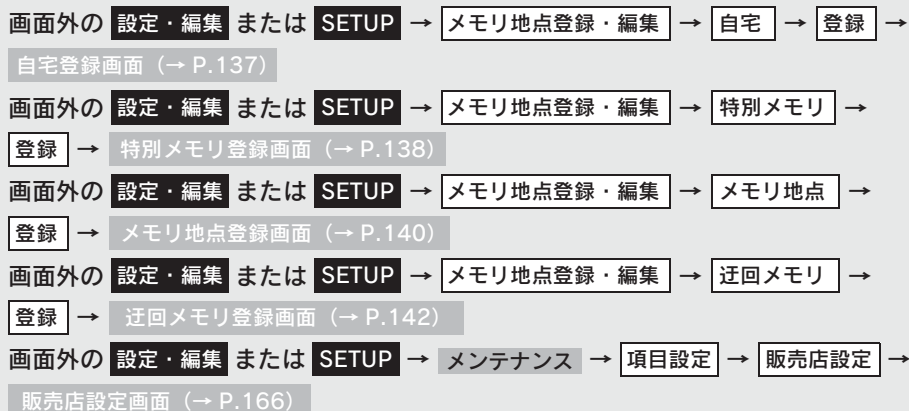 画面外の 設定・編集 または SETUP → メモリ地点登録・編集 → 自宅 → 登録 →
自宅登録画面（→ P.137）
画面外の 設定・編集 または SETUP → メモリ地点登録・編集 → 特別メモリ →
登録 → 特別メモリ登録画面（→ P.138）
画面外の 設定・編集 または SETUP → メモリ地点登録・編集 → メモリ地点 →
登録 → メモリ地点登録画面（→ P.140）
画面外の 設定・編集 または SETUP → メモリ地点登録・編集 → 迂回メモリ →
登録 → 迂回メモリ登録画面（→ P.142）
画面外の 設定・編集 または SETUP → メンテナンス → 項目設定 → 販売店設定 →
販売店設定画面（→ P.166）